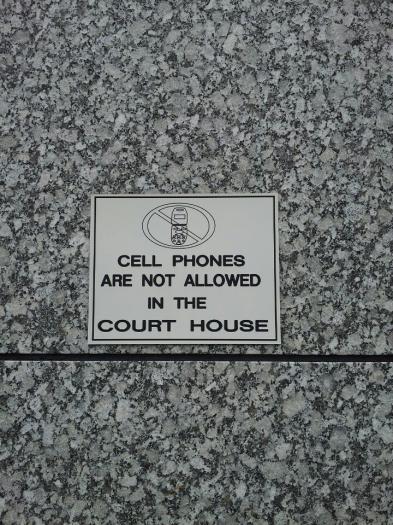 CELL PHONES
ARE NOT ALLOWED
IN THE
COURT HOUSE